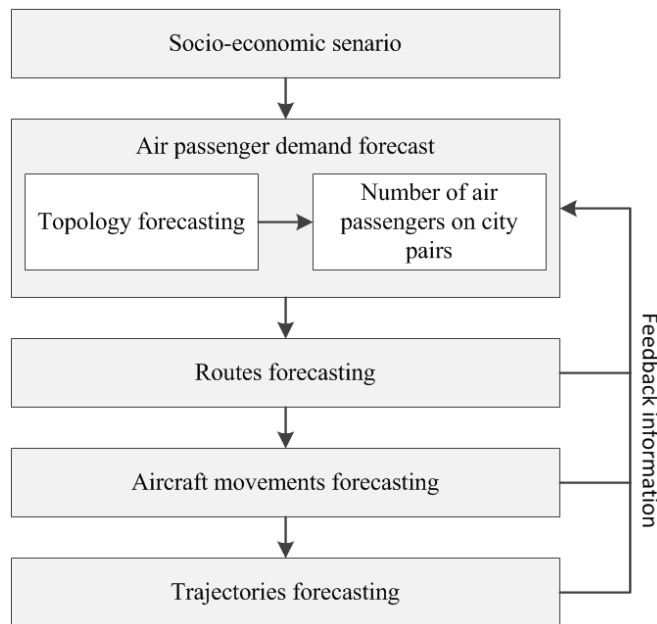 Socio-economic senario
Air passenger demand forecast
Topology forecasting
Number of air
passengers on city
pairs
Routes forecasting
Aircraft movements forecasting
Trajectories forecasting
Feedback information